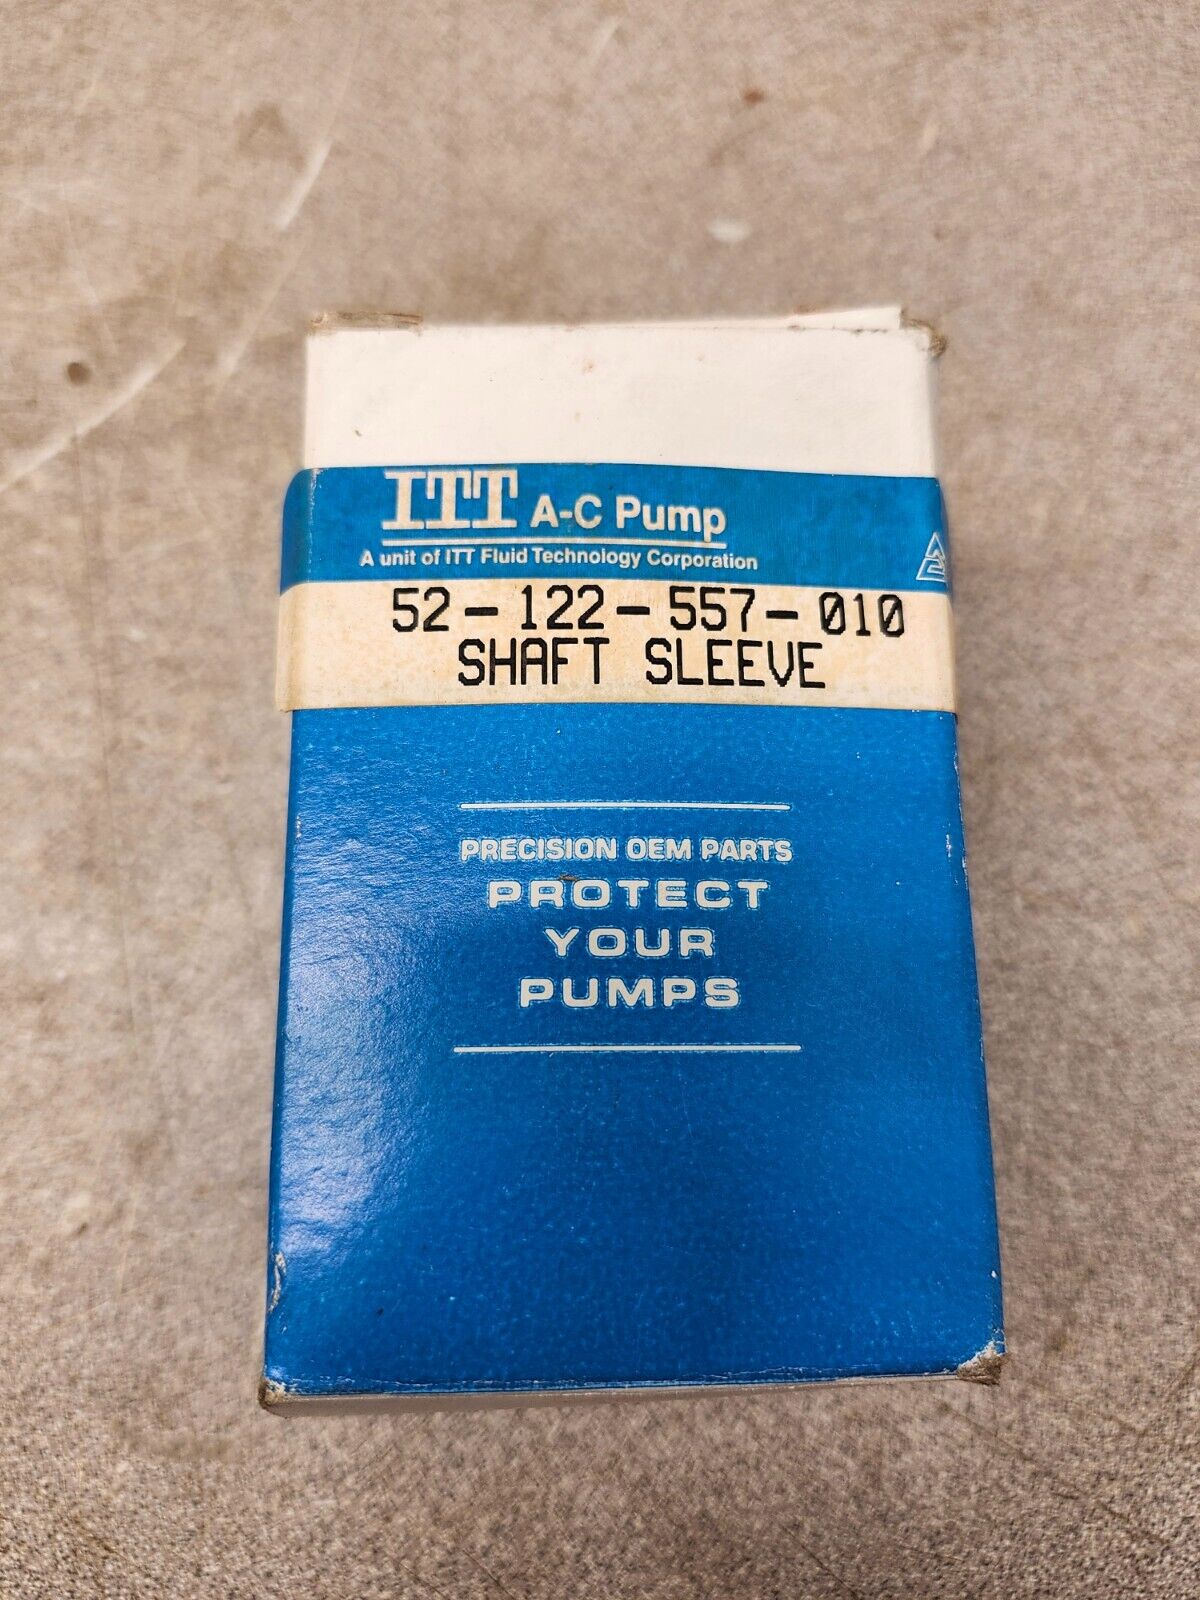 ITT A-C Pump
A unit of ITT Fluid Technology Corporation
52-122-557-010
SHAFT SLEEVE
PRECISION OEM PARTS
PROTECT
YOUR
PUMPS